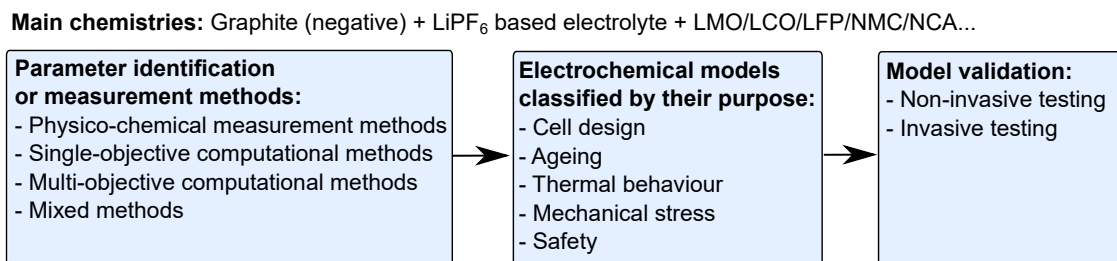 Main chemistries: Graphite (negative) + LiPF6 based electrolyte + LMO/LCO/LFP/NMC/NCA...
Parameter identification
or measurement methods:
- Physico-chemical measurement methods
- Single-objective computational methods
- Multi-objective computational methods
- Mixed methods
Electrochemical models
classified by their purpose:
- Cell design
- Ageing
- Thermal behaviour
- Mechanical stress
- Safety
Model validation:
- Non-invasive testing
- Invasive testing